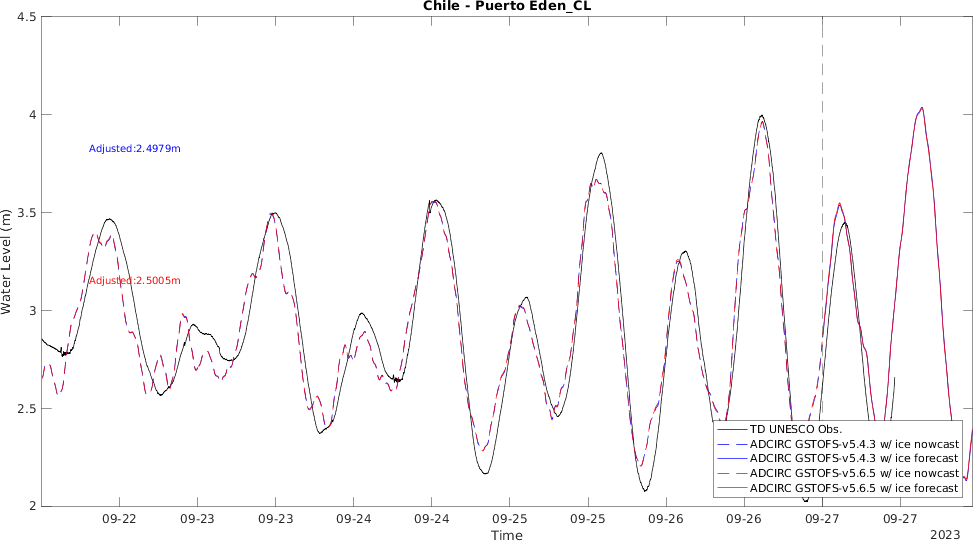 Chile - Puerto Eden_CL
4.5
4
3.5
3
2.5
2
Water Level (m)
Adjusted:2.4979m
Adjusted:2.5005m
TD UNESCO Obs.
ADCIRC GSTOFS-v5.4.3 w/ ice nowcast
ADCIRC GSTOFS-v5.4.3 w/ ice forecast
ADCIRC GSTOFS-v5.6.5 w/ ice nowcast
ADCIRC GSTOFS-v5.6.5 w/ ice forecast
09-22 09-23 09-23 09-24 09-24 09-25 09-25 09-26 09-26 09-27 09-27
Time
2023